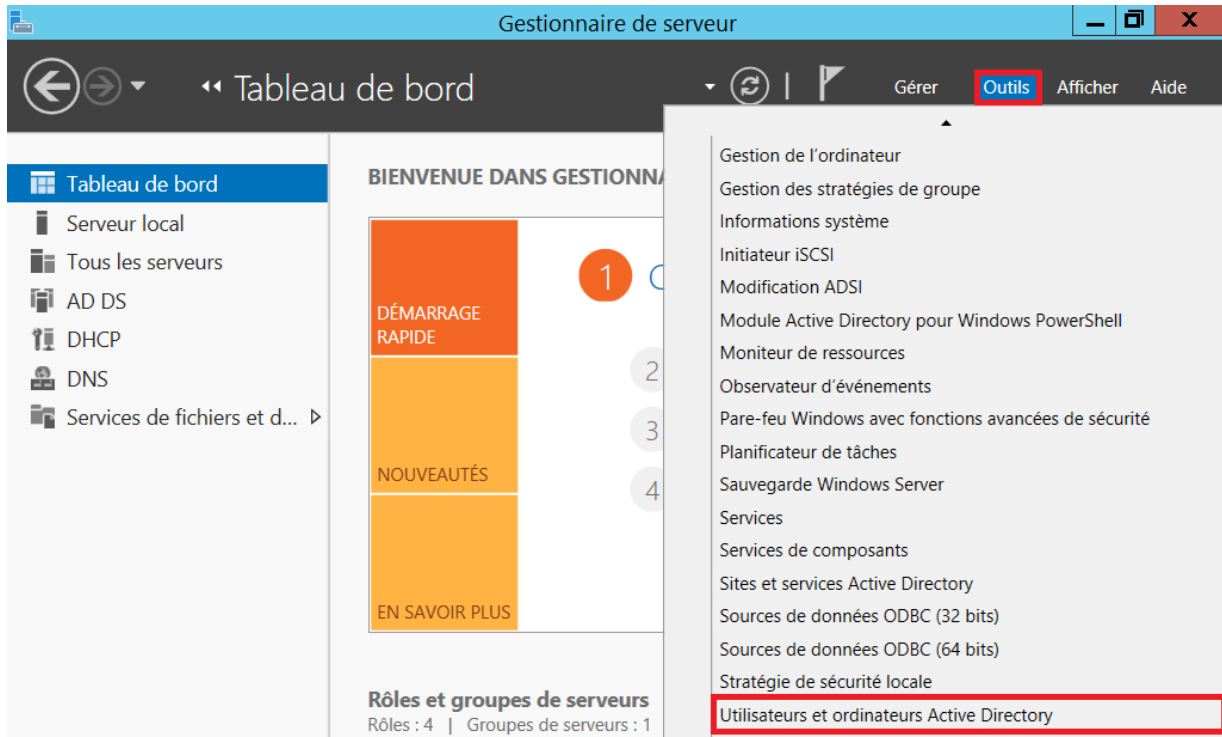 Gestionnaire de serveur
Tableau de bord
Gérer
Outils
Afficher
Aide
Tableau de bord
Serveur local
Tous les serveurs
AD DS
DHCP
DNS
Services de fichiers et d...
BIENVENUE DANS GESTIONNA
DÉMARRAGE
RAPIDE
NOUVEAUTÉS
EN SAVOIR PLUS
1
2
3
4
Rôles et groupes de serveurs
Rôles : 4 | Groupes de serveurs : 1
Gestion de l'ordinateur
Gestion des stratégies de groupe
Informations système
Initiateur iSCSI
Modification ADSI
Module Active Directory pour Windows PowerShell
Moniteur de ressources
Observateur d'événements
Pare-feu Windows avec fonctions avancées de sécurité
Planificateur de tâches
Sauvegarde Windows Server
Services
Services de composants
Sites et services Active Directory
Sources de données ODBC (32 bits)
Sources de données ODBC (64 bits)
Stratégie de sécurité locale
Utilisateurs et ordinateurs Active Directory